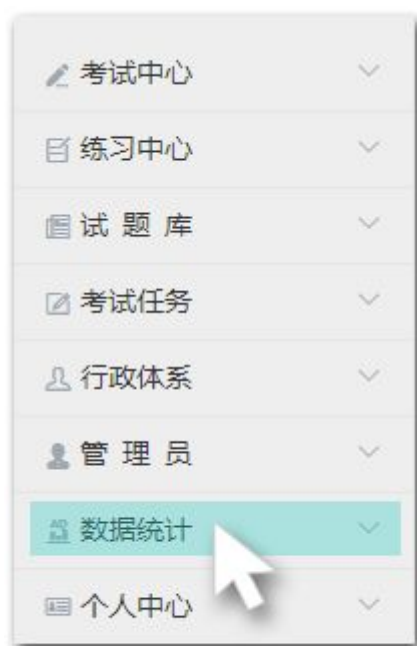 考试中心
练习中心
试 题 库
考试任务
行政体系
管 理 员
数据统计
个人中心